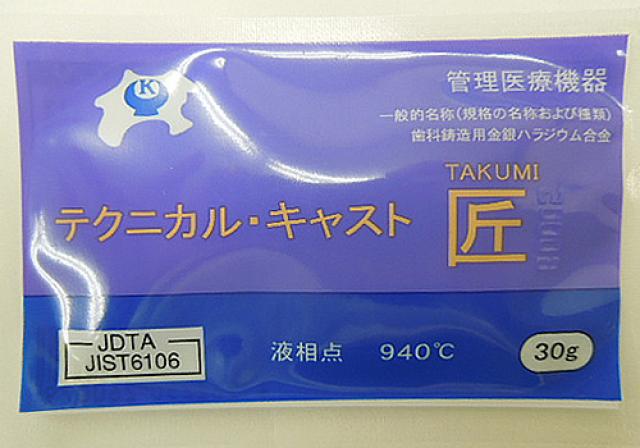 K
管理医療機器
一般的名称(規格の名称および種類)
歯科鋳造用金銀パラジウム合金
TAKUMI
テクニカル・キャスト 匠
JDTA
JIST6106
液相点 940℃
30g